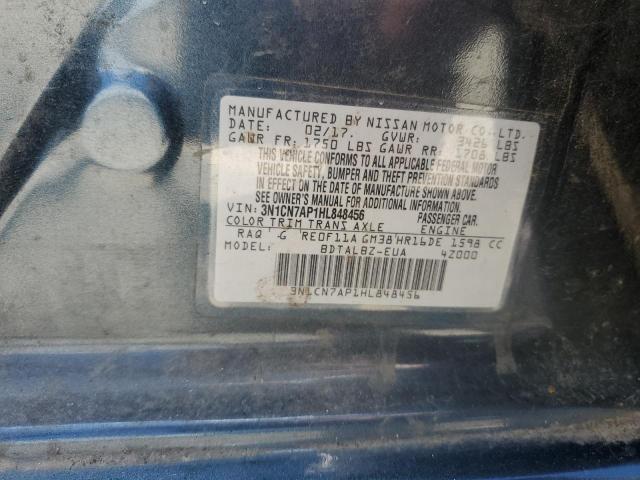 MANUFACTURED BY NISSAN MOTOR CO., LTD.
DATE: 02/17. GVWR: 3426 LBS
GAWR FR: 1750 LBS GAWR RR: 1706 LBS
THIS VEHICLE CONFORMS TO ALL APPLICABLE FEDERAL MOTOR
VEHICLE SAFETY, BUMPER AND THEFT PREVENTION STANDARDS
IN EFFECT ON THE DATE OF MANUFACTURE SHOWN ABOVE.
SEE OWNER'S MANUAL FOR ADDITIONAL INFORMATION.
VIN: 3N1CN7AP1HL848456 PASSENGER CAR.
COLOR TRIM TRANS AXLE ENGINE
RAQ G RE0F11A GM38 HR16DE 1598 CC
MODEL: BDTALBZ-EUA 4Z000
3N1CN7AP1HL848456